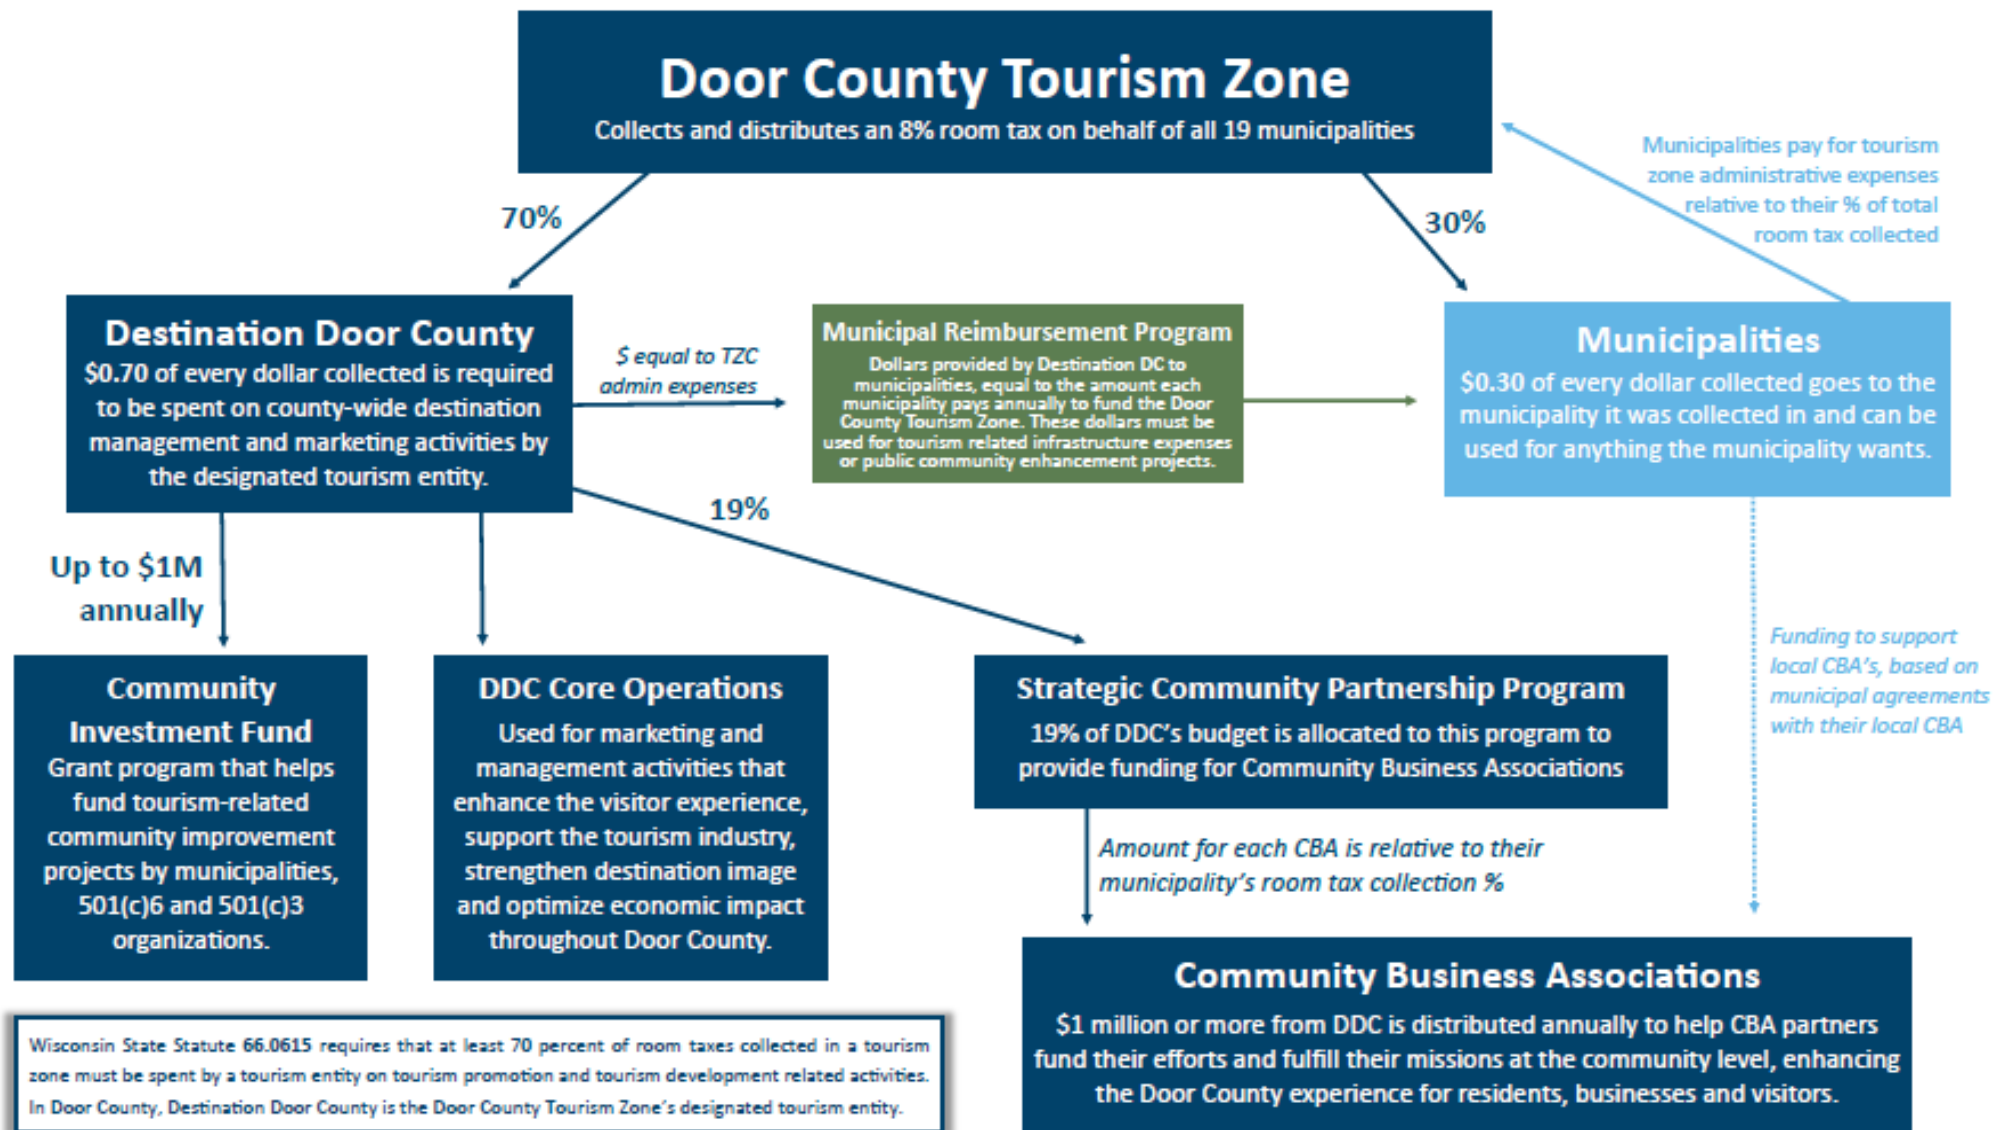 Door County Tourism Zone
Collects and distributes an 8% room tax on behalf of all 19 municipalities
Municipalities pay for tourism
zone administrative expenses
relative to their % of total
room tax collected
70%
30%
Destination Door County
$0.70 of every dollar collected is required
to be spent on county-wide destination
management and marketing activities by
the designated tourism entity.
$ equal to TZC
admin expenses
Municipal Reimbursement Program
Dollars provided by Destination DC to
municipalities, equal to the amount each
municipality pays annually to fund the Door
County Tourism Zone. These dollars must be
used for tourism related infrastructure expenses
or public community enhancement projects.
Municipalities
$0.30 of every dollar collected goes to the
municipality it was collected in and can be
used for anything the municipality wants.
19%
Up to $1M
annually
Funding to support
local CBA's, based on
municipal agreements
with their local CBA
Community
Investment Fund
Grant program that helps
fund tourism-related
community improvement
projects by municipalities,
501(c)6 and 501(c)3
organizations.
DDC Core Operations
Used for marketing and
management activities that
enhance the visitor experience,
support the tourism industry,
strengthen destination image
and optimize economic impact
throughout Door County.
Strategic Community Partnership Program
19% of DDC's budget is allocated to this program to
provide funding for Community Business Associations
Amount for each CBA is relative to their
municipality's room tax collection %
Community Business Associations
$1 million or more from DDC is distributed annually to help CBA partners
fund their efforts and fulfill their missions at the community level, enhancing
the Door County experience for residents, businesses and visitors.
Wisconsin State Statute 66.0615 requires that at least 70 percent of room taxes collected in a tourism
zone must be spent by a tourism entity on tourism promotion and tourism development related activities.
In Door County, Destination Door County is the Door County Tourism Zone's designated tourism entity.